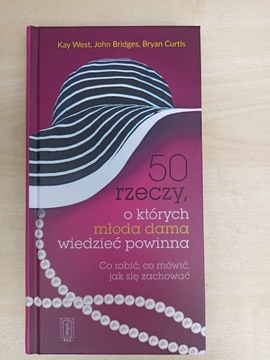 Kay West, John Bridges, Bryan Curtis
50
rzeczy,
o których
młoda dama
wiedzieć powinna
Co robić, co mówić,
jak się zachować
PAX